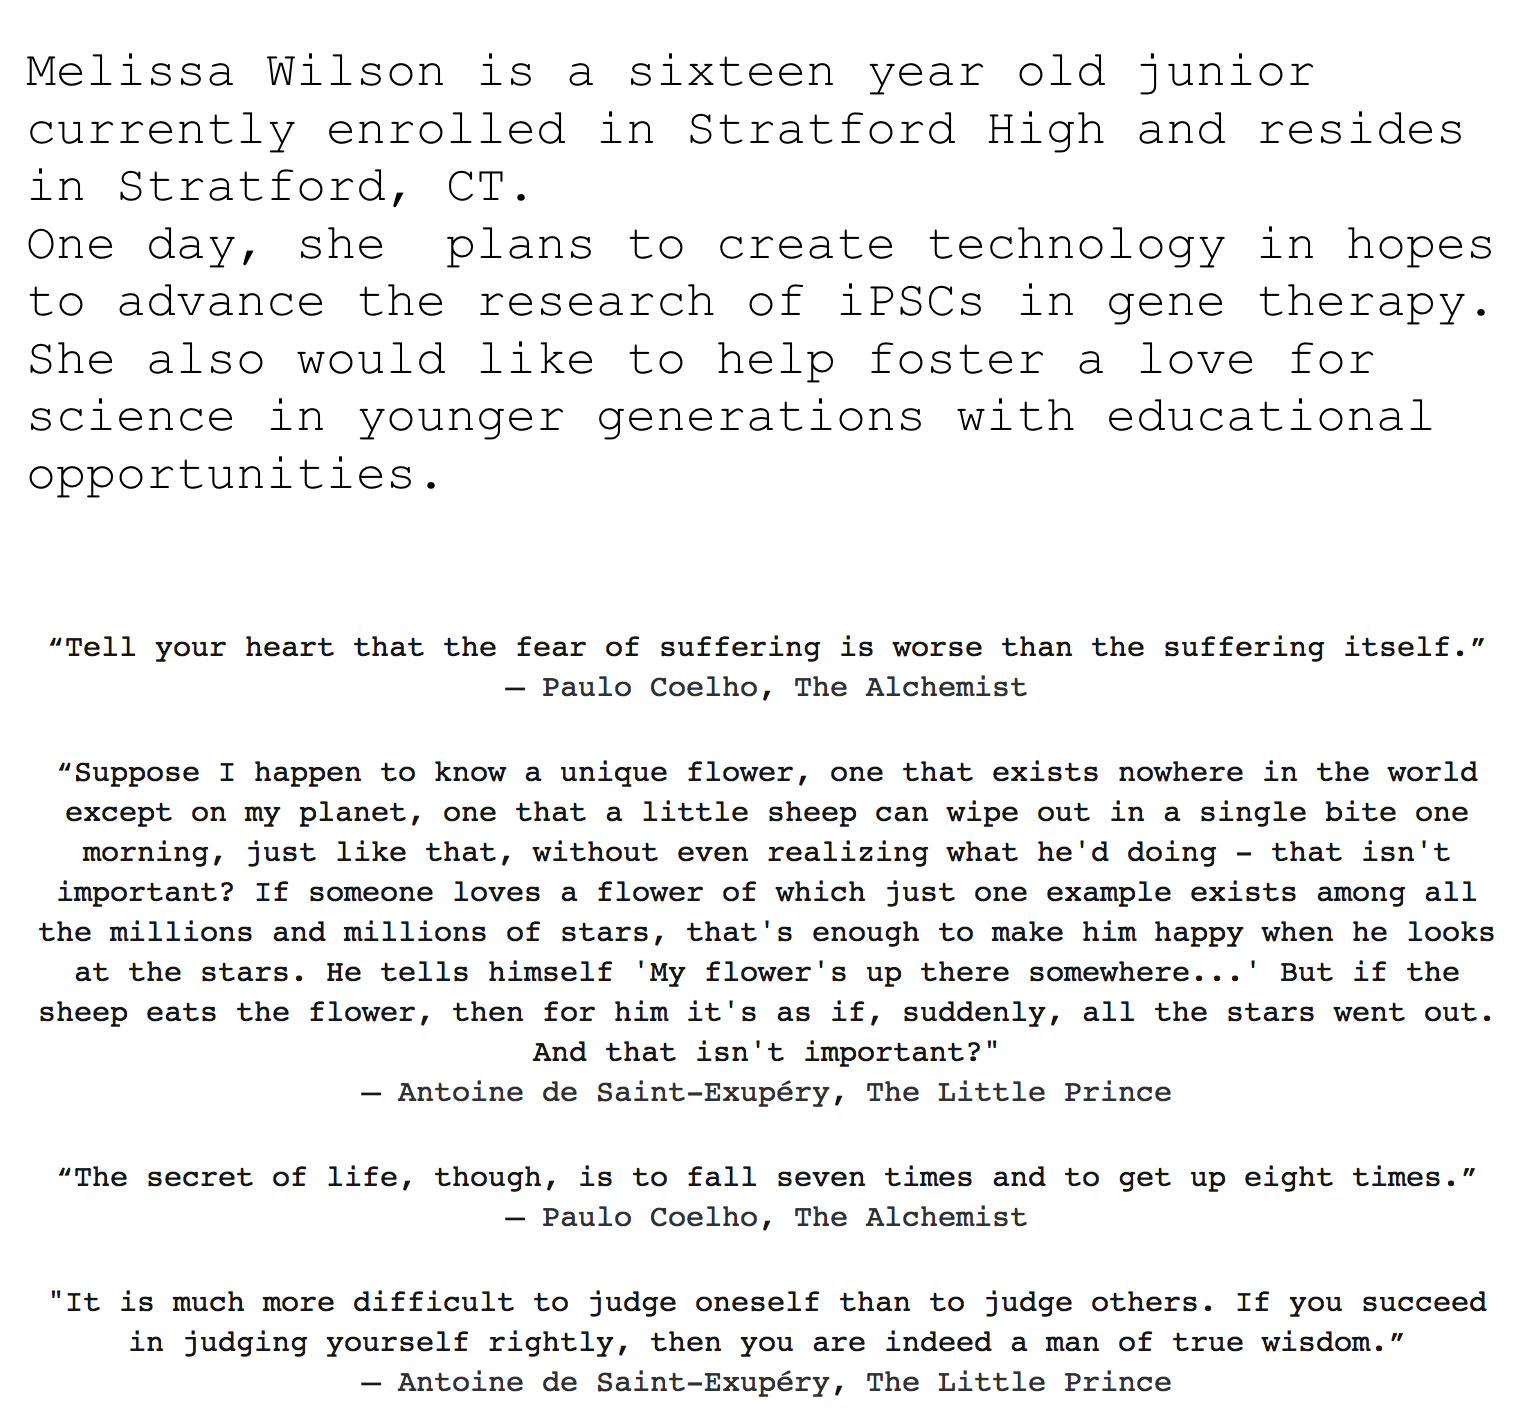 Melissa Wilson is a sixteen year old junior
currently enrolled in Stratford High and resides
in Stratford, CT.
One day, she  plans to create technology in hopes
to advance the research of iPSCs in gene therapy.
She also would like to help foster a love for
science in younger generations with educational
opportunities.
“Tell your heart that the fear of suffering is worse than the suffering itself.”
― Paulo Coelho, The Alchemist
“Suppose I happen to know a unique flower, one that exists nowhere in the world
except on my planet, one that a little sheep can wipe out in a single bite one
morning, just like that, without even realizing what he'd doing - that isn't
important? If someone loves a flower of which just one example exists among all
the millions and millions of stars, that's enough to make him happy when he looks
at the stars. He tells himself 'My flower's up there somewhere...' But if the
sheep eats the flower, then for him it's as if, suddenly, all the stars went out.
And that isn't important?"
― Antoine de Saint-Exupéry, The Little Prince
“The secret of life, though, is to fall seven times and to get up eight times.”
― Paulo Coelho, The Alchemist
"It is much more difficult to judge oneself than to judge others. If you succeed
in judging yourself rightly, then you are indeed a man of true wisdom.”
― Antoine de Saint-Exupéry, The Little Prince